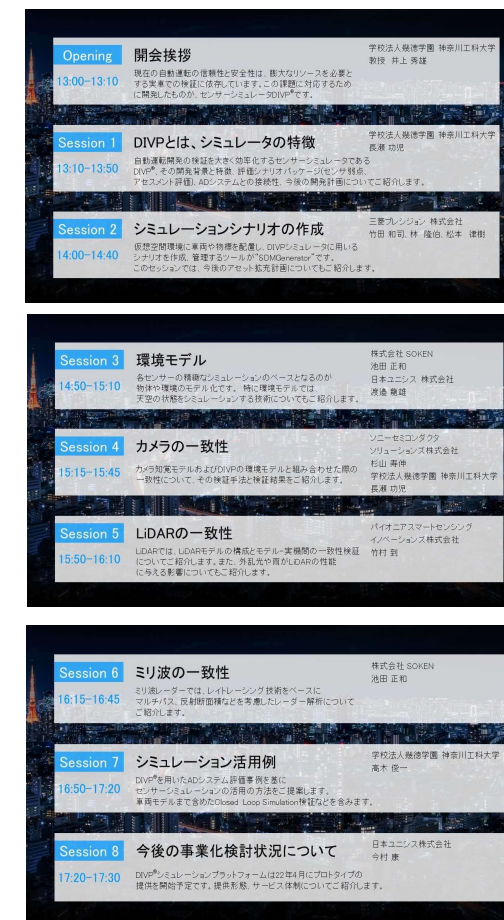 Opening
13:00-13:10
開会挨拶
現在の自動運転の信頼性と安全性は、膨大なリソースを必要と
する実車での検証に依存しています。この課題に対応するため
に開発したものが、センサーシミュレータDIVP®です。
学校法人幾徳学園 神奈川工科大学
教授 井上 秀雄
Session 1
13:10-13:50
DIVPとは、シミュレータの特徴
自動運転開発の検証を大きく効率化するセンサーシミュレータである
DIVP®、その開発背景と特徴、評価シナリオパッケージ(センサ弱点、
アセスメント評価)、ADシステムとの接続性、今後の開発計画についてご紹介します。
学校法人幾徳学園 神奈川工科大学
長瀬 功児
Session 2
14:00-14:40
シミュレーションシナリオの作成
仮想空間環境に車両や物標を配置し、DIVPシミュレータに用いる
シナリオを作成、管理するツールが"SDMGenerator"です。
このセッションでは、今後のアセット拡充計画についてもご紹介します。
三菱プレシジョン 株式会社
竹田 和司、林 隆伯、松本 律樹
Session 3
14:50-15:10
環境モデル
各センサーの精緻なシミュレーションのベースとなるのが
物体や環境のモデル化です。 特に環境モデルでは、
天空の状態をシミュレーションする技術についてもご紹介します。
株式会社 SOKEN
池田 正和
日本ユニシス 株式会社
渡邉 龍雄
Session 4
15:15-15:45
カメラの一致性
カメラ知覚モデルおよびDIVPの環境モデルと組み合わせた際の
一致性について、その検証手法と検証結果をご紹介します。
ソニーセミコンダクタ
ソリューションズ株式会社
杉山 寿伸
学校法人幾徳学園 神奈川工科大学
長瀬 功児
Session 5
15:50-16:10
LiDARの一致性
LiDARでは、LiDARモデルの構成とモデル-実機間の一致性検証
についてご紹介します。また、外乱光や雨がLiDARの性能
に与える影響についてもご紹介します。
パイオニアスマートセンシング
イノベーションズ株式会社
竹村 到
Session 6
16:15-16:45
ミリ波の一致性
ミリ波レーダーでは、レイトレーシング技術をベースに
マルチパス、反射断面積などを考慮したレーダー解析について
ご紹介します。
株式会社 SOKEN
池田 正和
Session 7
16:50-17:20
シミュレーション活用例
DIVP®を用いたADシステム評価事例を基に
センサーシミュレーションの活用の方法をご提案します。
車両モデルまで含めたClosed Loop Simulation検証などを含みます。
学校法人幾徳学園 神奈川工科大学
高木 俊一
Session 8
17:20-17:30
今後の事業化検討状況について
DIVP®シミュレーションプラットフォームは22年4月にプロトタイプの
提供を開始予定です。提供形態、サービス体制についてご紹介します。
日本ユニシス株式会社
今村 康